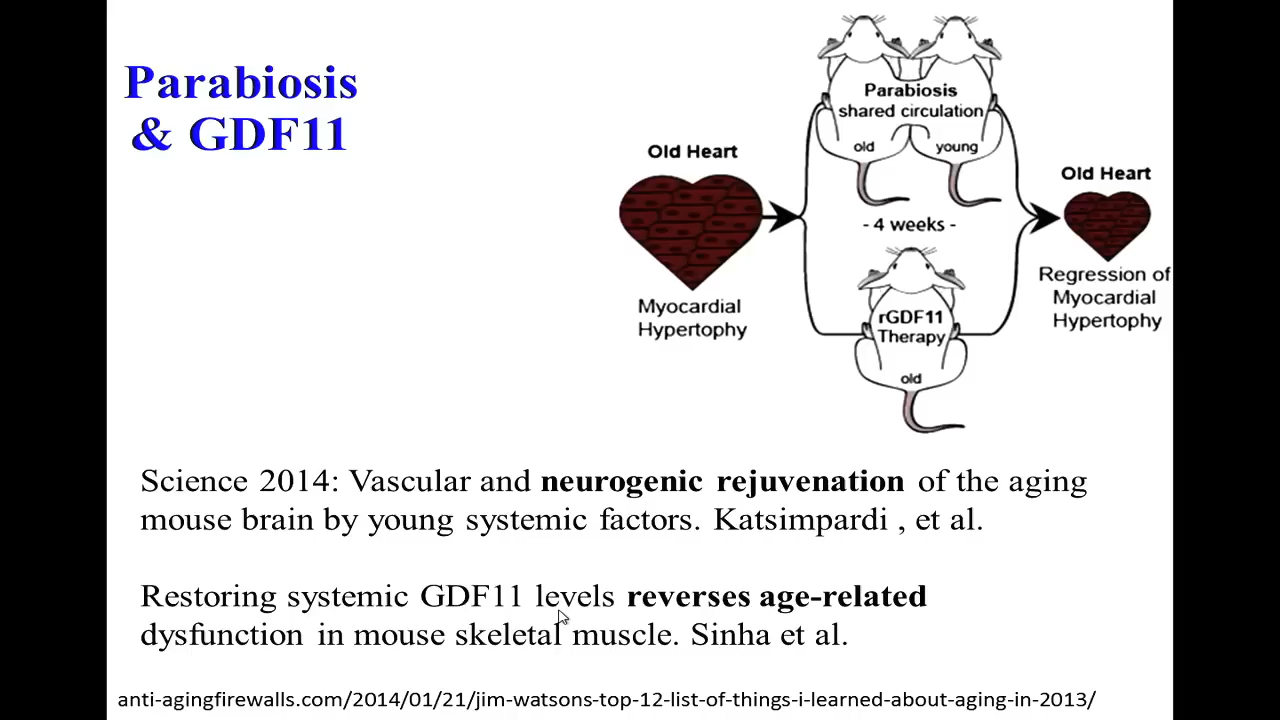 Parabiosis
& GDF11
Parabiosis
shared circulation
old
young
Old Heart
Myocardial
Hypertophy
- 4 weeks -
rGDF11
Therapy
old
Old Heart
Regression of
Myocardial
Hypertophy
Science 2014: Vascular and neurogenic rejuvenation of the aging
mouse brain by young systemic factors. Katsimpardi , et al.
Restoring systemic GDF11 levels reverses age-related
dysfunction in mouse skeletal muscle. Sinha et al.
anti-agingfirewalls.com/2014/01/21/jim-watsons-top-12-list-of-things-i-learned-about-aging-in-2013/